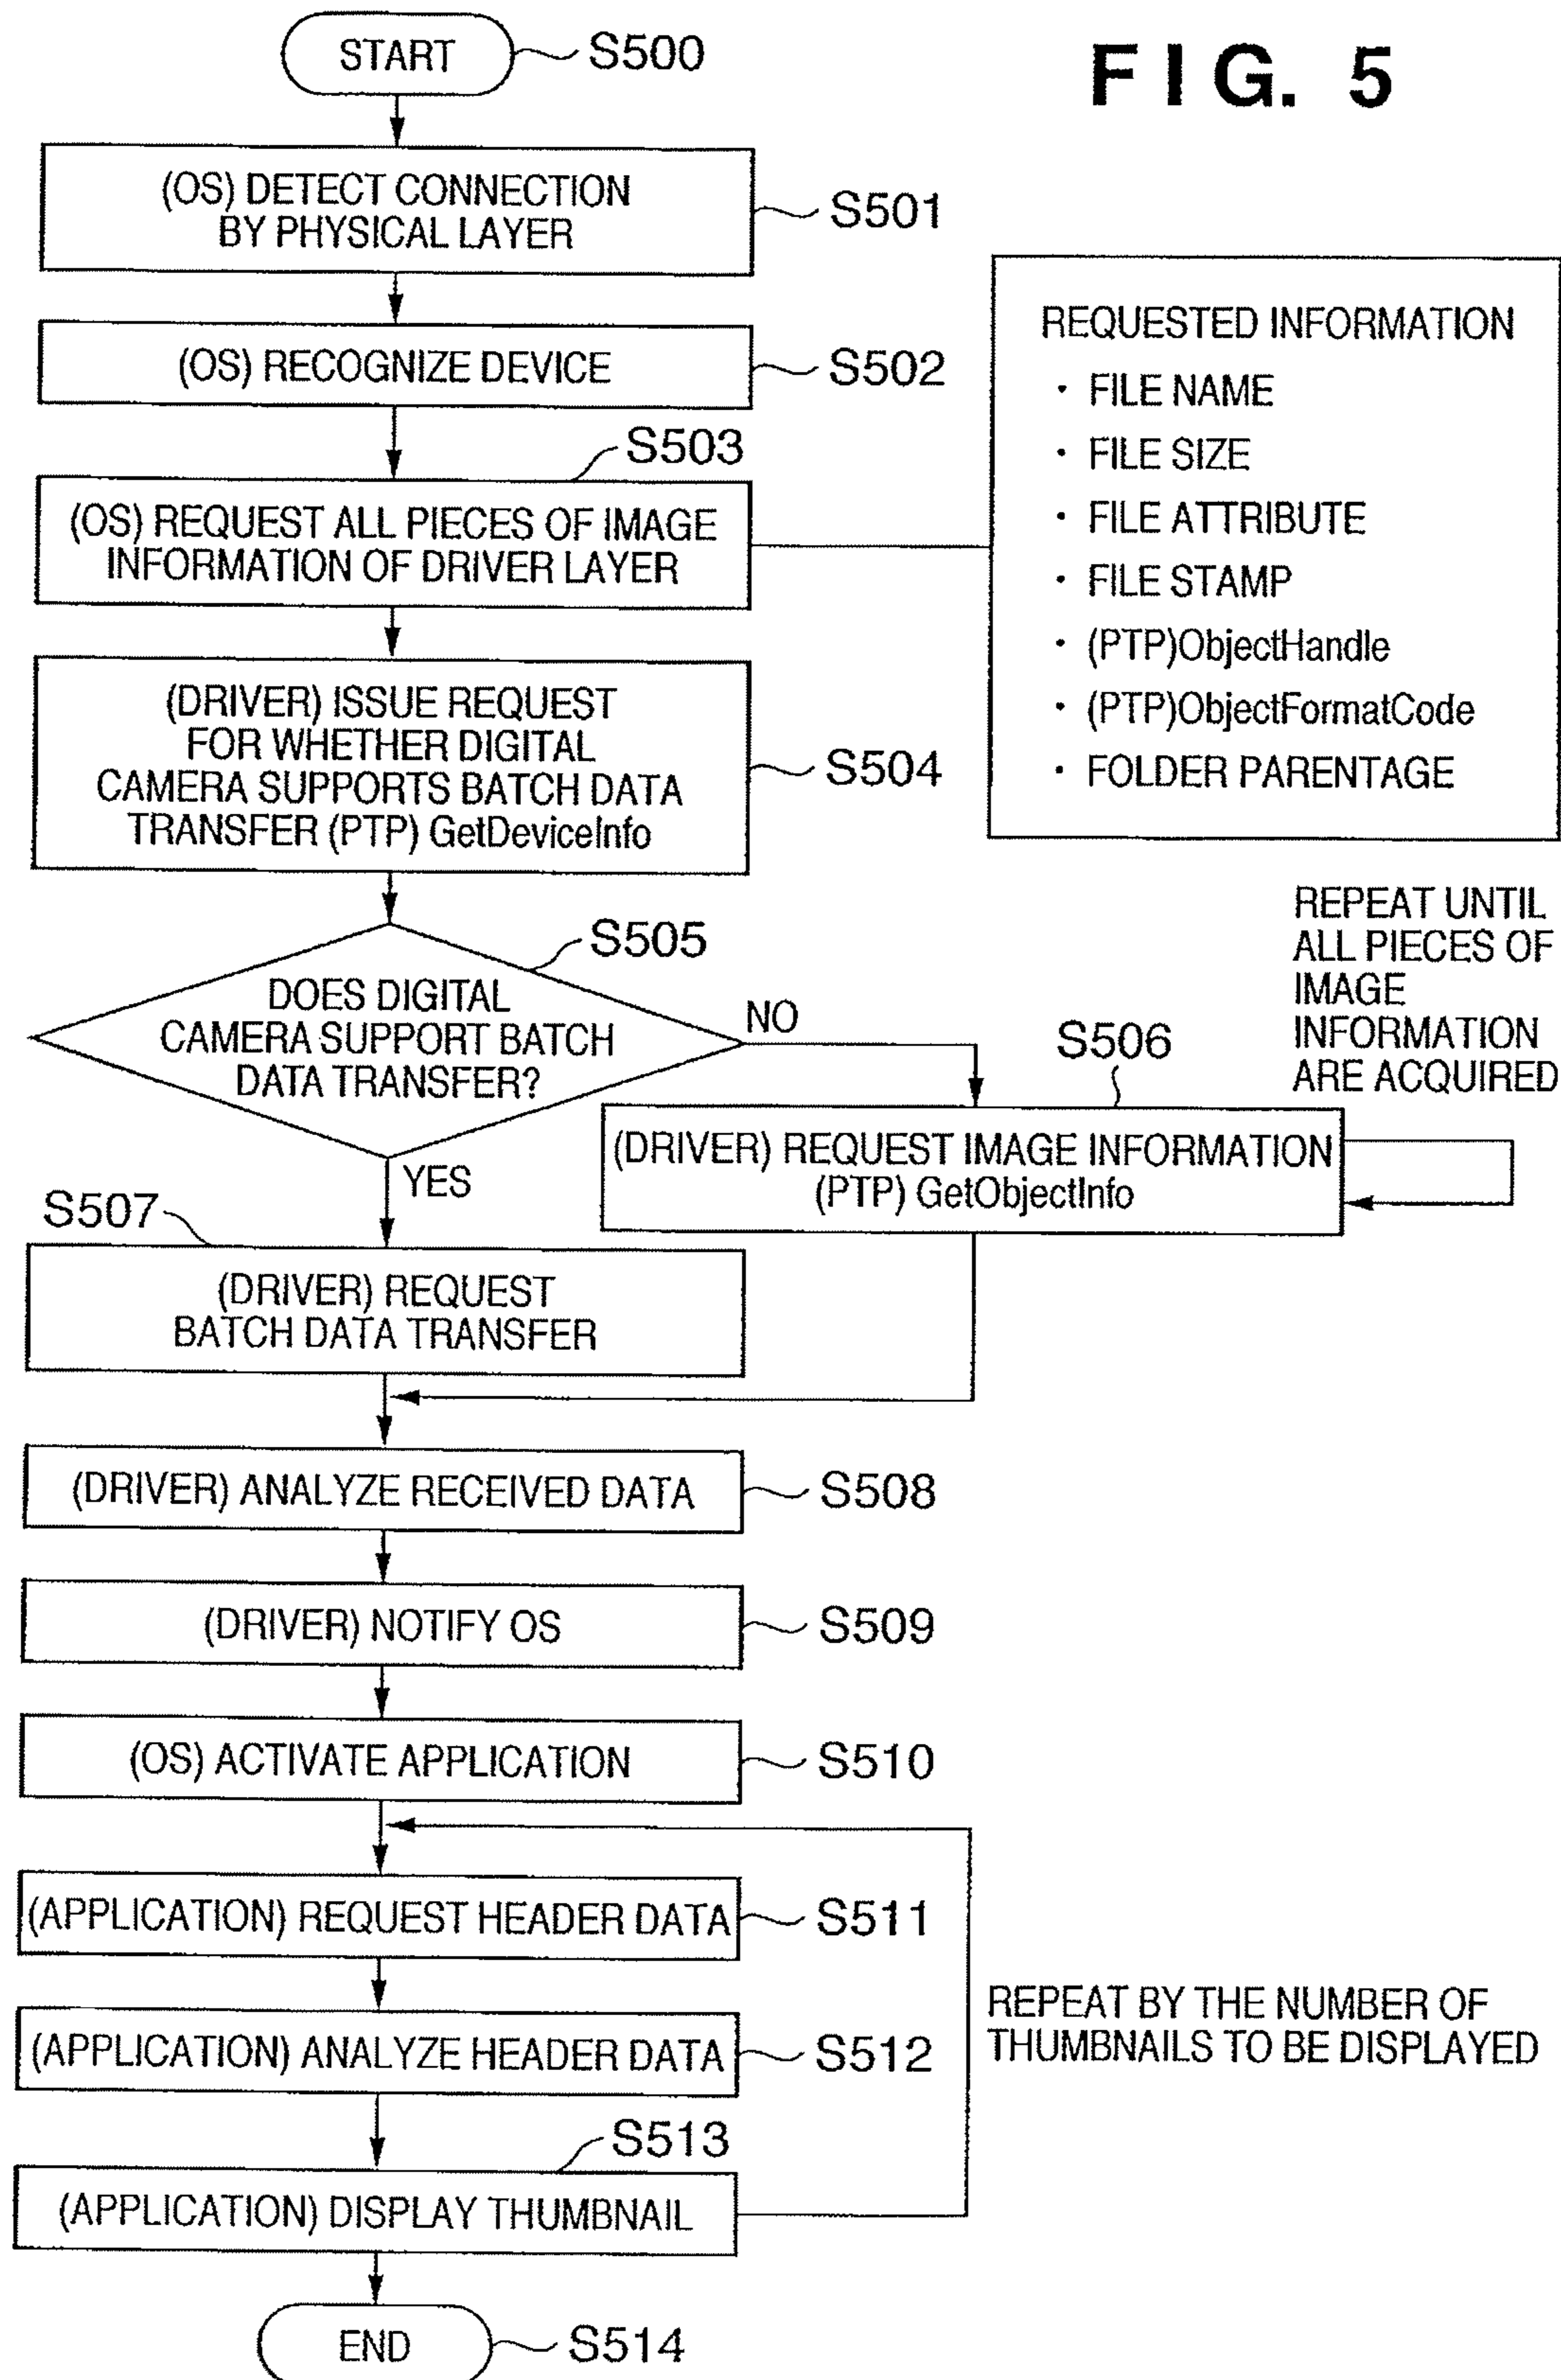 FIG. 5
START
S500
(OS) DETECT CONNECTION
BY PHYSICAL LAYER
S501
(OS) RECOGNIZE DEVICE
S502
S503
(OS) REQUEST ALL PIECES OF IMAGE
INFORMATION OF DRIVER LAYER
REQUESTED INFORMATION
· FILE NAME
· FILE SIZE
· FILE ATTRIBUTE
· FILE STAMP
· (PTP)ObjectHandle
· (PTP)ObjectFormatCode
· FOLDER PARENTAGE
(DRIVER) ISSUE REQUEST
FOR WHETHER DIGITAL
CAMERA SUPPORTS BATCH DATA
TRANSFER (PTP) GetDeviceInfo
S504
S505
DOES DIGITAL
CAMERA SUPPORT BATCH
DATA TRANSFER?
NO
YES
REPEAT UNTIL
ALL PIECES OF
IMAGE
INFORMATION
ARE ACQUIRED
S506
(DRIVER) REQUEST IMAGE INFORMATION
(PTP) GetObjectInfo
S507
(DRIVER) REQUEST
BATCH DATA TRANSFER
(DRIVER) ANALYZE RECEIVED DATA
S508
(DRIVER) NOTIFY OS
S509
(OS) ACTIVATE APPLICATION
S510
(APPLICATION) REQUEST HEADER DATA
S511
(APPLICATION) ANALYZE HEADER DATA
S512
REPEAT BY THE NUMBER OF
THUMBNAILS TO BE DISPLAYED
S513
(APPLICATION) DISPLAY THUMBNAIL
END
S514